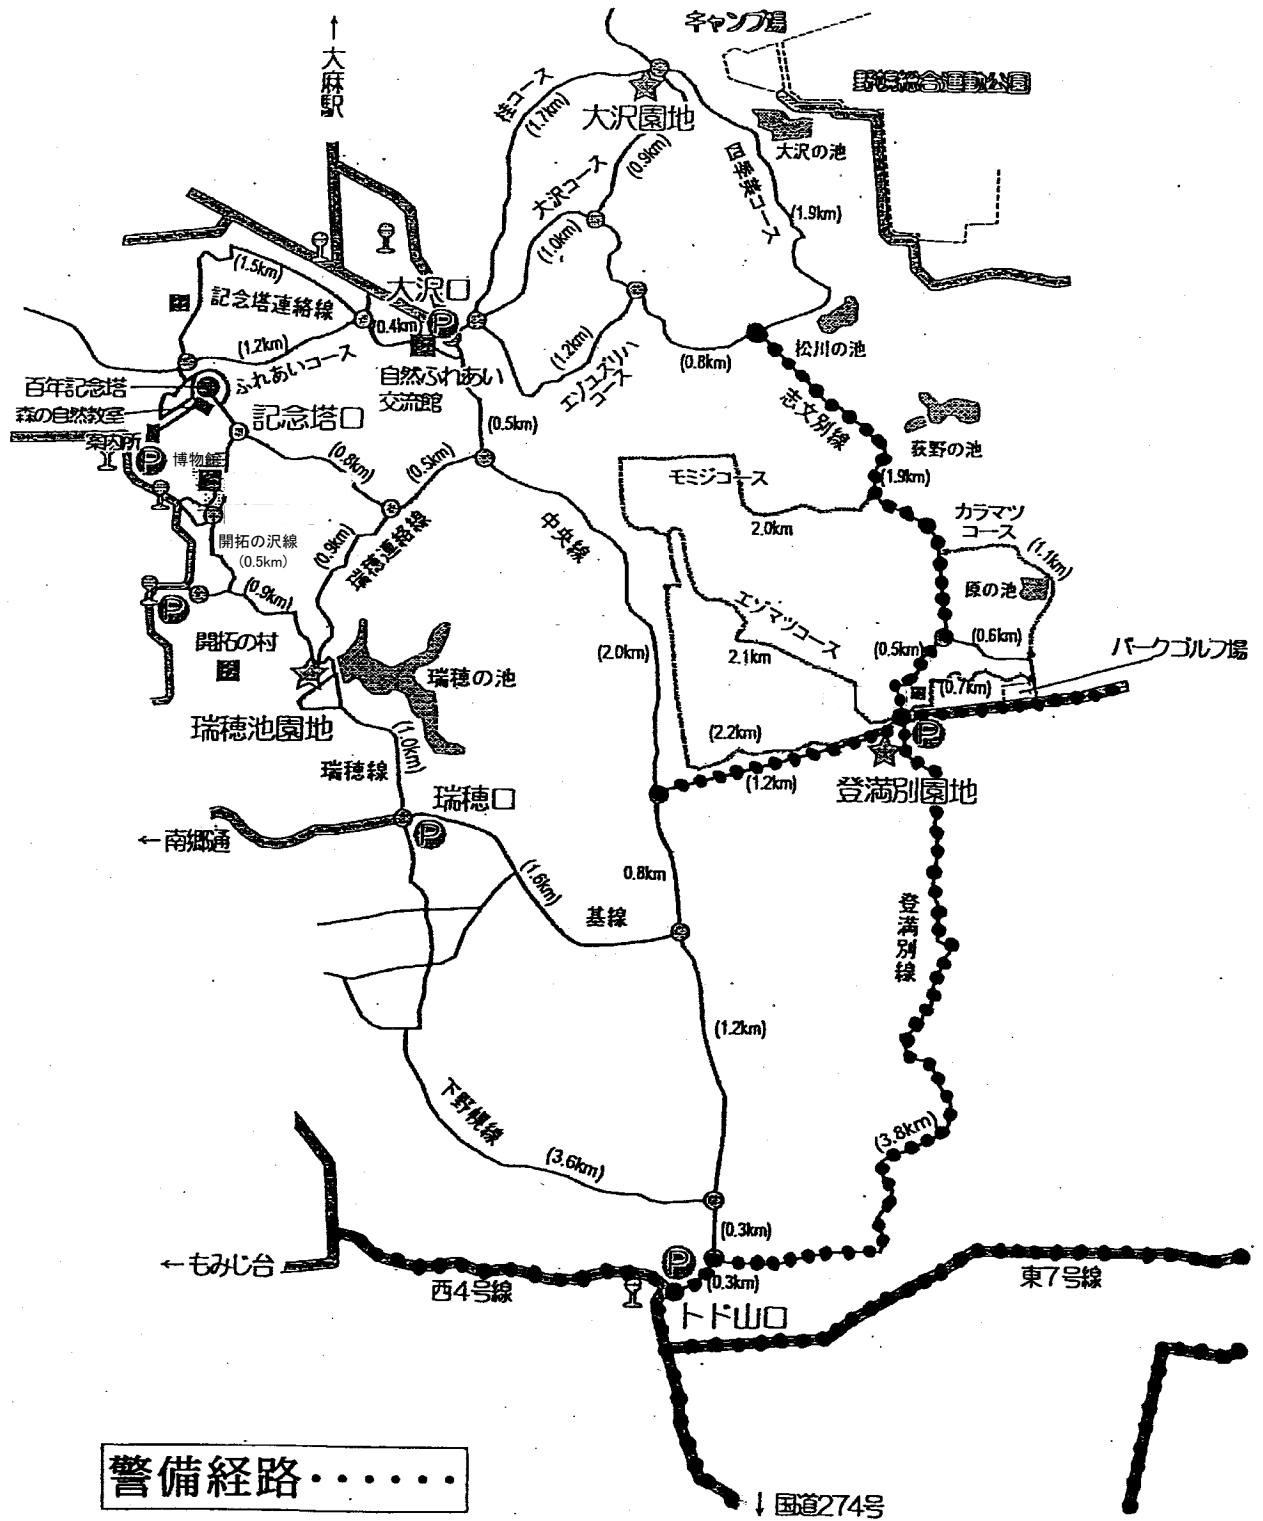 キャンプ場
↑大麻駅
野幌総合運動公園
桂コース
(1.7km)
大沢園地
大沢の池
(0.9km)
四季美コース
(1.9km)
大沢コース
(1.0km)
(1.5km)
記念塔連絡線
大沢口
P
(0.4km)
(1.2km)
ふれあいコース
自然ふれあい
交流館
(1.2km)
エゾユズリハ
コース
(0.8km)
松川の池
百年記念塔
森の自然教室
記念塔口
案内所
P
博物館
志文別線
荻野の池
(0.5km)
(0.8km)
(0.5km)
モミジコース
(1.9km)
2.0km
カラマツ
コース
(1.1km)
中央線
(0.9km)
瑞穂連絡線
開拓の沢線
(0.5km)
(0.9km)
P
原の池
エゾマツコース
2.1km
(0.5km)
(0.6km)
パークゴルフ場
開拓の村
(2.0km)
瑞穂の池
(0.7km)
瑞穂池園地
(1.0km)
(2.2km)
P
瑞穂線
(1.2km)
登満別園地
瑞穂口
P
←南郷通
(1.6km)
0.8km
基線
登満別線
(1.2km)
下野幌線
(3.6km)
(3.8km)
(0.3km)
P
(0.3km)
←もみじ台
西4号線
東7号線
トド山口
警備経路・・・・・・
↓国道274号